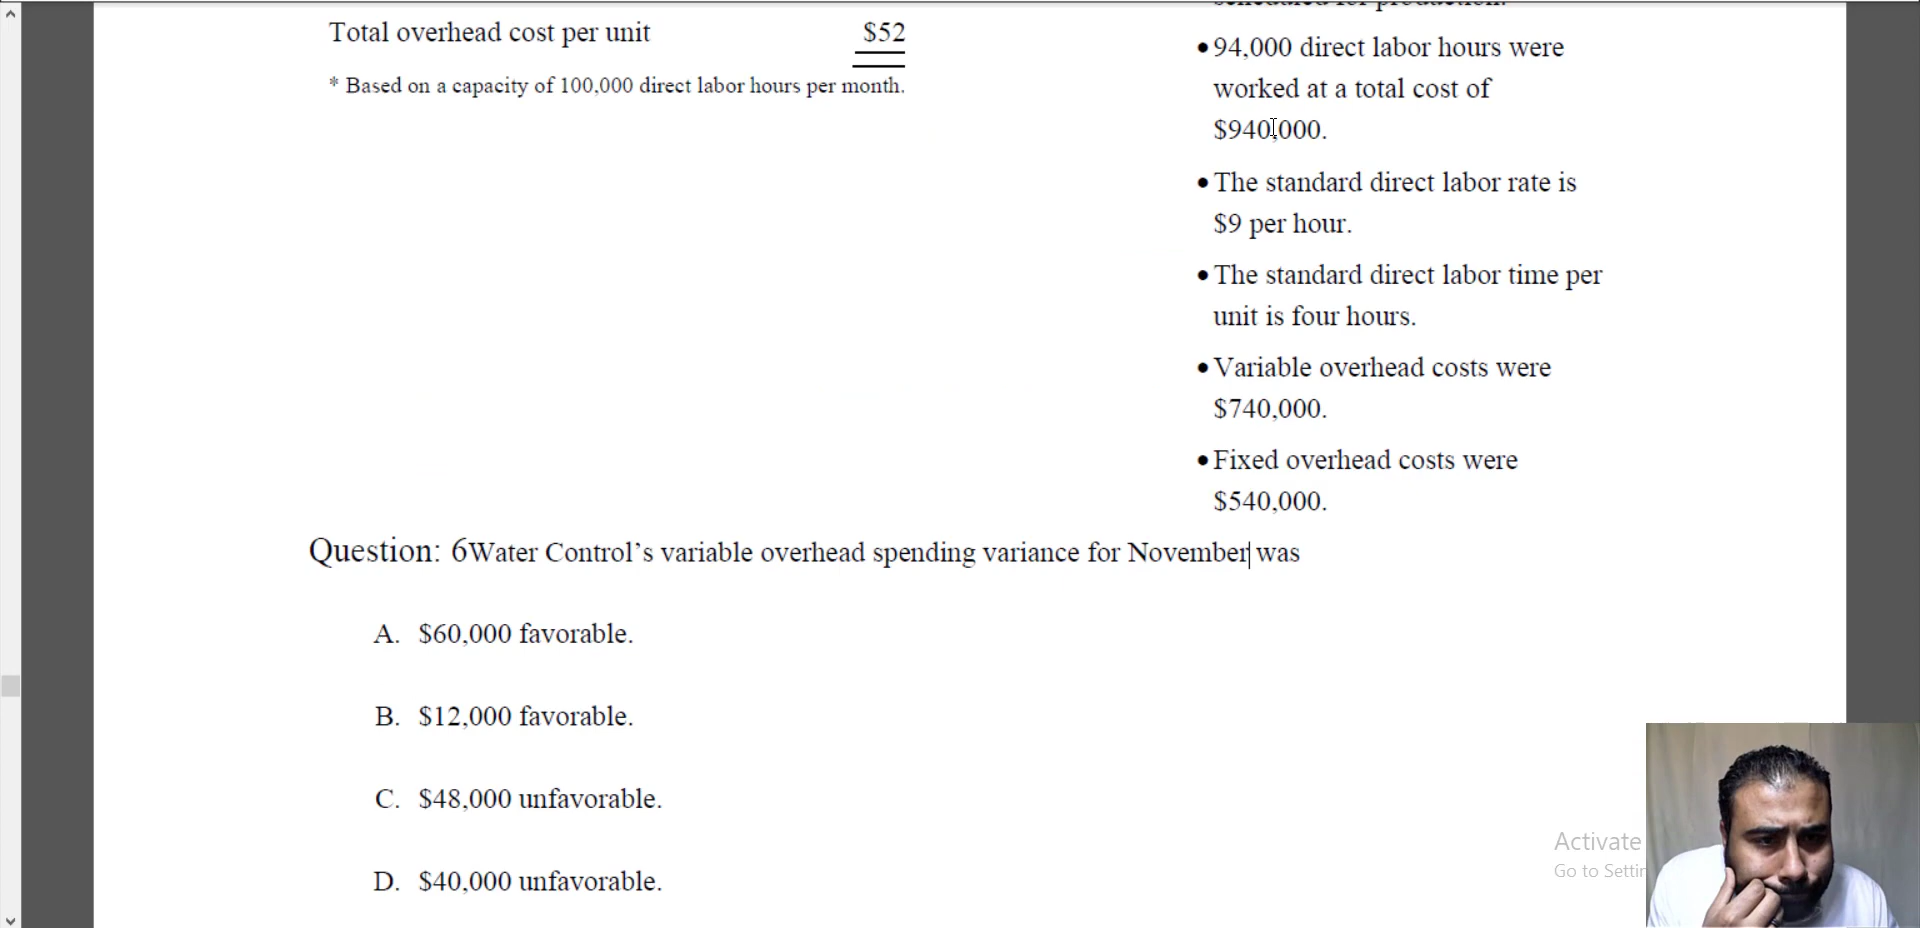 scheduled for production.
Total overhead cost per unit $52
* Based on a capacity of 100,000 direct labor hours per month.
• 94,000 direct labor hours were
worked at a total cost of
$940,000.
• The standard direct labor rate is
$9 per hour.
• The standard direct labor time per
unit is four hours.
• Variable overhead costs were
$740,000.
• Fixed overhead costs were
$540,000.
Question: 6Water Control’s variable overhead spending variance for November was
A. $60,000 favorable.
B. $12,000 favorable.
C. $48,000 unfavorable.
D. $40,000 unfavorable.
Activate
Go to Settin